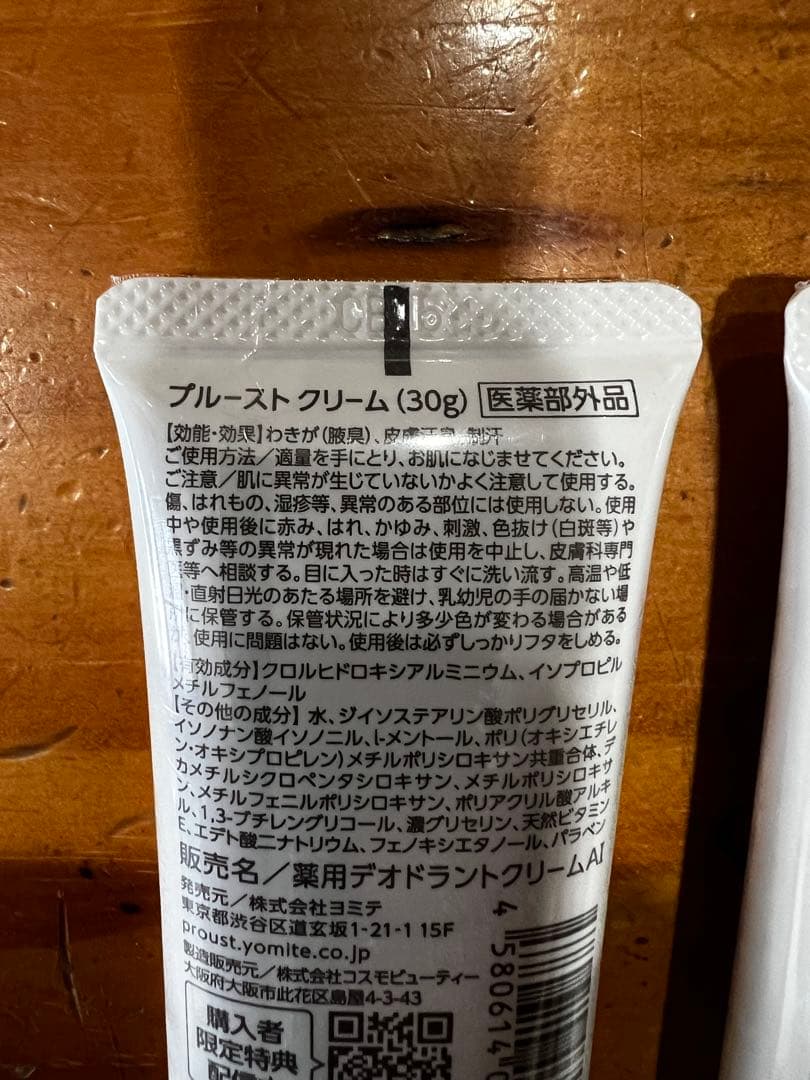 プルースト クリーム(30g) 医薬部外品
【効能・効果】わきが(腋臭)、皮膚汗臭、制汗
ご使用方法/適量を手にとり、お肌になじませてください。
ご注意/肌に異常が生じていないかよく注意して使用する。
傷、はれもの、湿疹等、異常のある部位には使用しない。使用
中や使用後に赤み、はれ、かゆみ、刺激、色抜け(白斑等)や
黒ずみ等の異常が現れた場合は使用を中止し、皮膚科専門
医等へ相談する。目に入った時はすぐに洗い流す。高温や低
・直射日光のあたる場所を避け、乳幼児の手の届かない場
に保管する。保管状況により多少色が変わる場合がある
が、使用に問題はない。使用後は必ずしっかりフタをしめる。
【有効成分】クロルヒドロキシアルミニウム、イソプロピル
メチルフェノール
【その他の成分】水、ジイソステアリン酸ポリグリセリル、
イソノナン酸イソノニル、l-メントール、ポリ(オキシエチレ
ン・オキシプロピレン)メチルポリシロキサン共重合体、デ
カメチルシクロペンタシロキサン、メチルポリシロキサ
ン、メチルフェニルポリシロキサン、ポリアクリル酸アルキ
ル、1,3-ブチレングリコール、濃グリセリン、天然ビタミン
E、エデト酸二ナトリウム、フェノキシエタノール、パラベン
販売名/薬用デオドラントクリームAI
発売元/株式会社ヨミテ
東京都渋谷区道玄坂1-21-1 15F
proust.yomite.co.jp
製造販売元/株式会社コスモビューティー
大阪府大阪市此花区島屋4-3-43
購入者
限定特典
4 580614